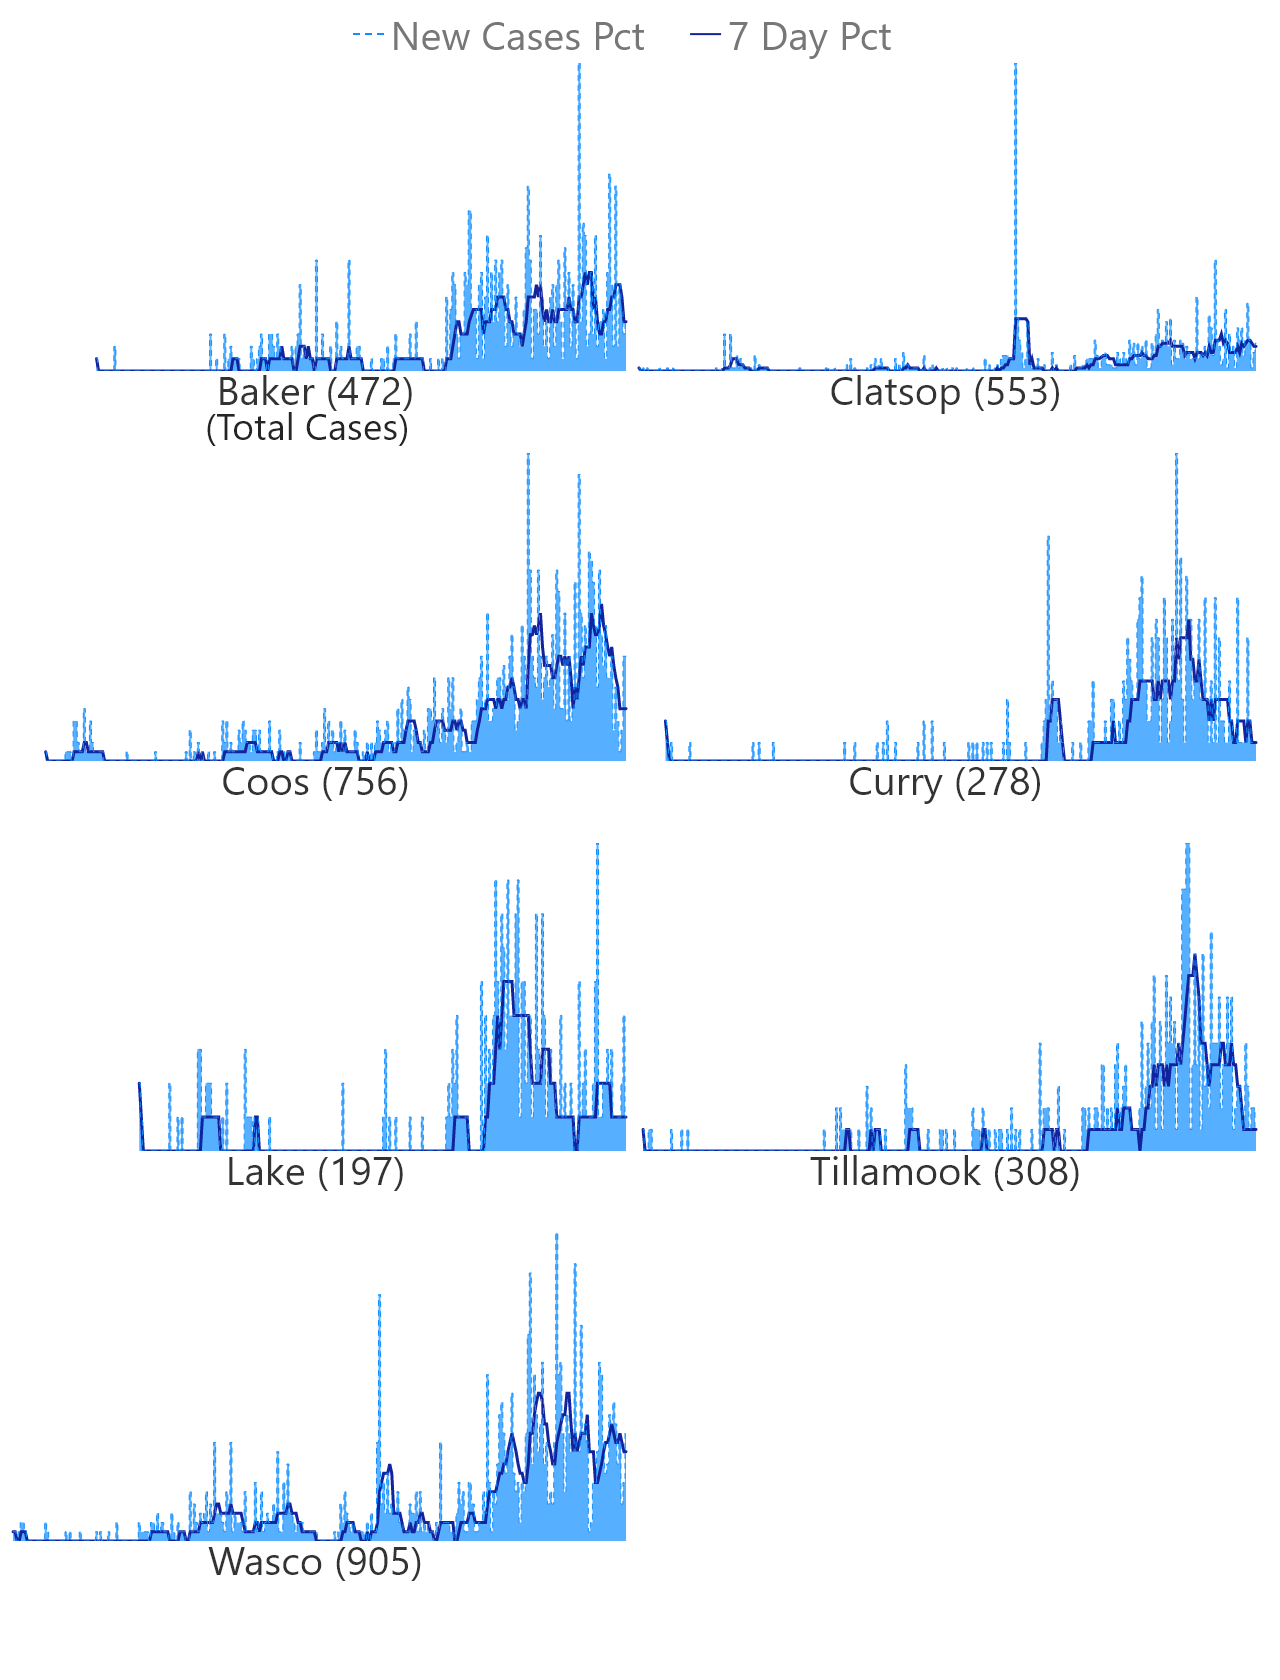 New Cases Pct 7 Day Pct
Baker (472)
(Total Cases)
Clatsop (553)
Coos (756)
Curry (278)
Lake (197)
Tillamook (308)
Wasco (905)